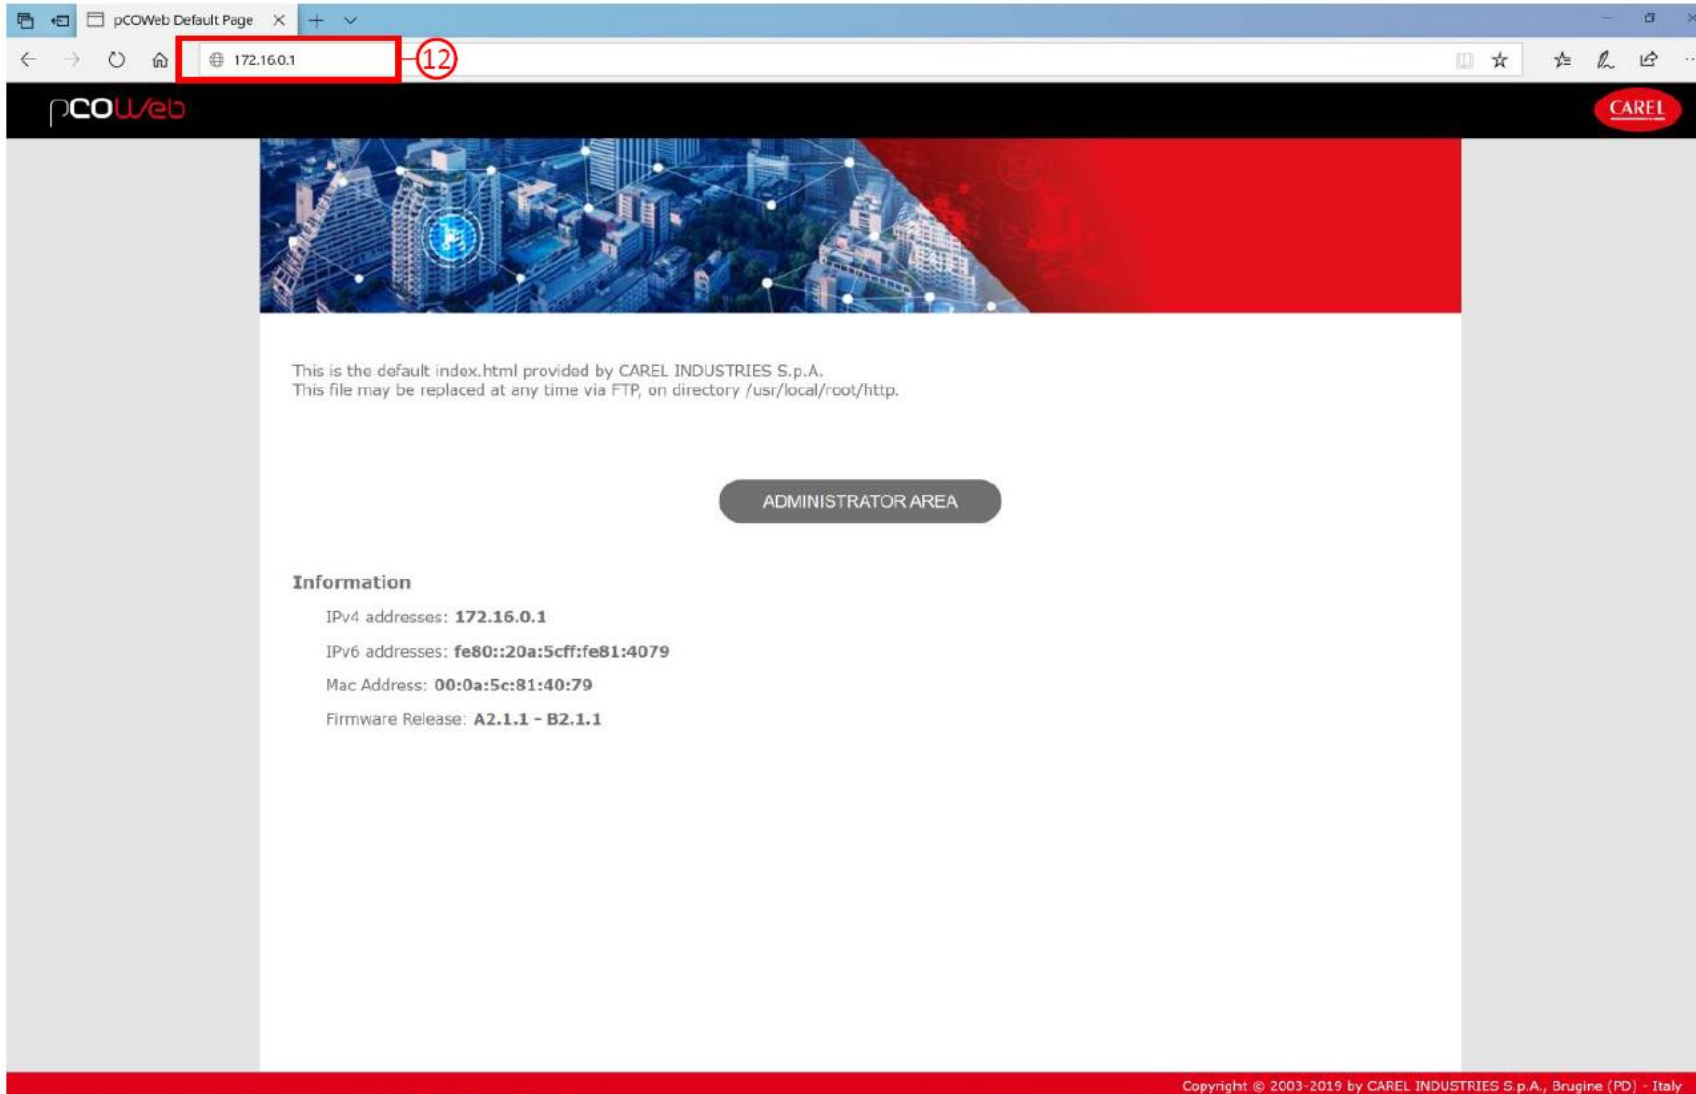 pCOWeb Default Page
172.16.0.1
12
pCOWeb
CAREL
This is the default index.html provided by CAREL INDUSTRIES S.p.A.
This file may be replaced at any time via FTP, on directory /usr/local/root/http.
ADMINISTRATOR AREA
Information
IPv4 addresses: 172.16.0.1
IPv6 addresses: fe80::20a:5cff:fe81:4079
Mac Address: 00:0a:5c:81:40:79
Firmware Release: A2.1.1 - B2.1.1
Copyright © 2003-2019 by CAREL INDUSTRIES S.p.A., Brugine (PD) - Italy